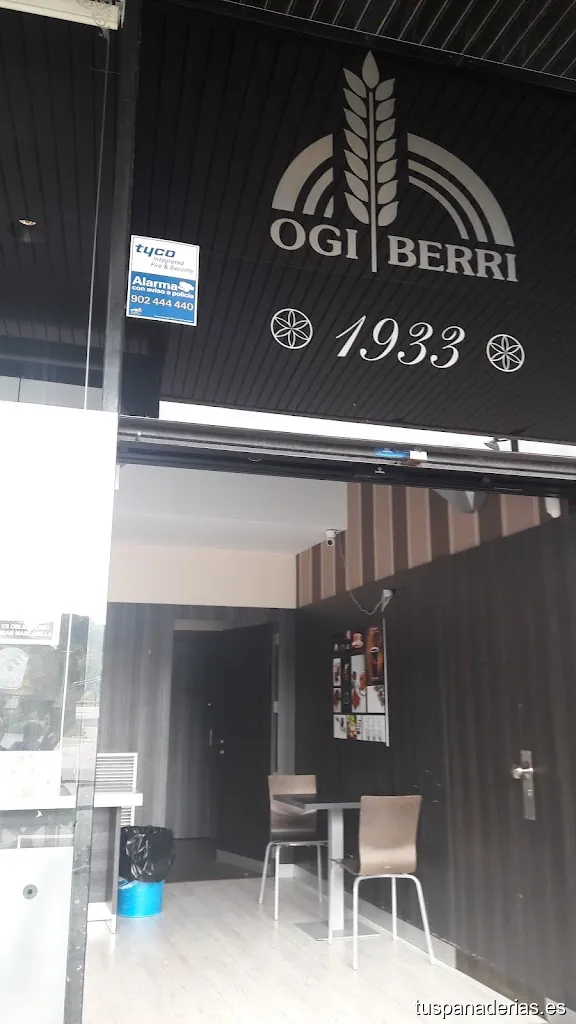 OGI BERRI
1933
tyco
Integrated
Fire & Security
Alarma
con aviso a policía
902 444 440
tuspanaderias.es